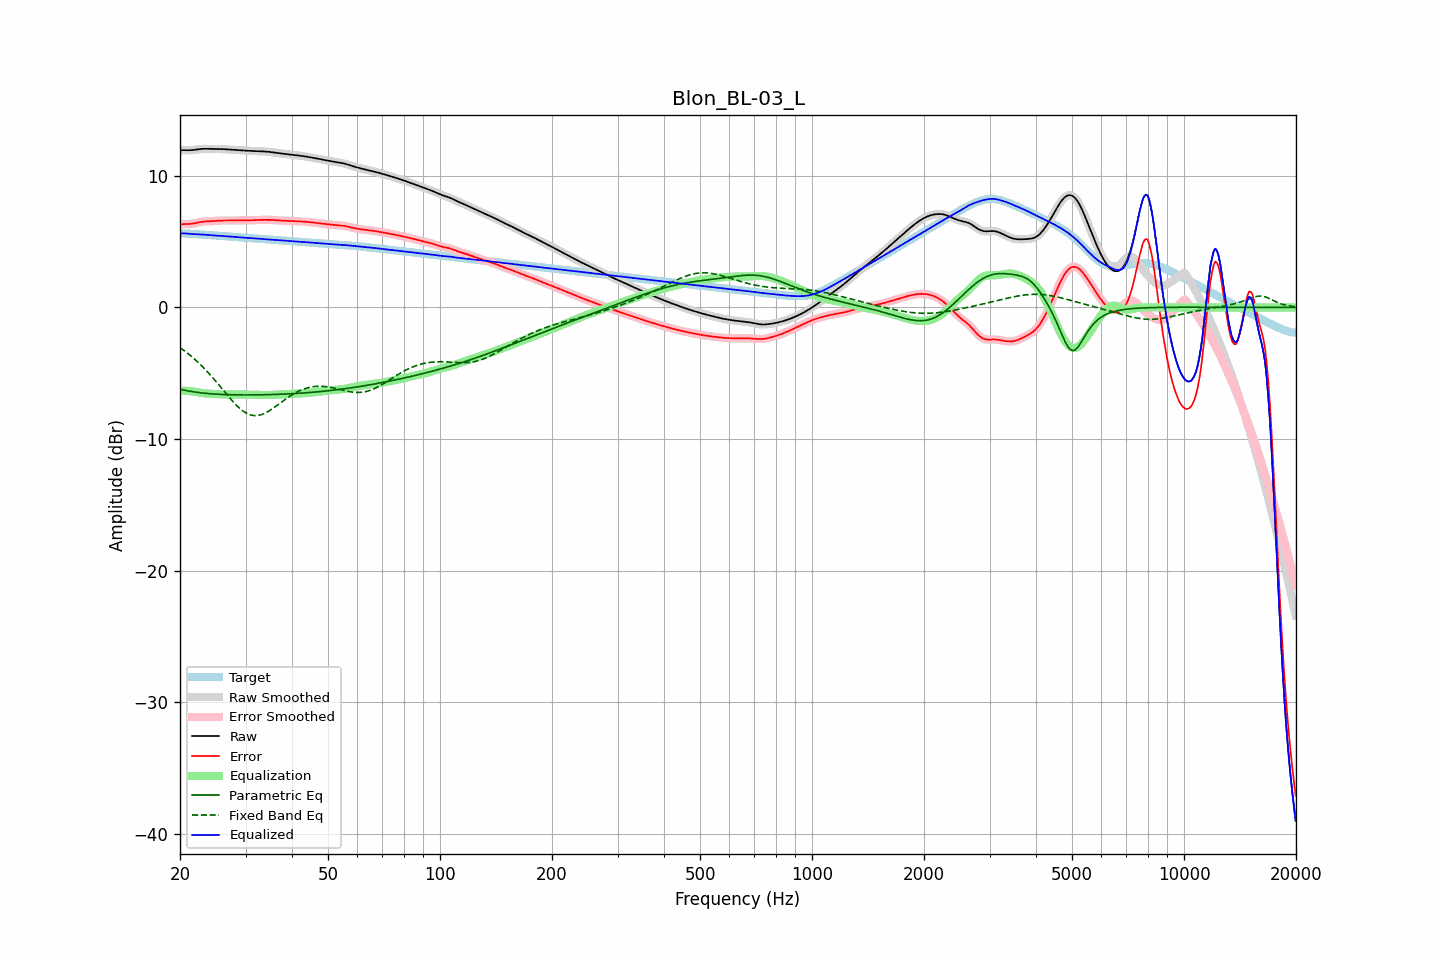 Blon_BL-03_L
Amplitude (dBr)
10
0
−10
−20
−30
−40
Target
Raw Smoothed
Error Smoothed
Raw
Error
Equalization
Parametric Eq
Fixed Band Eq
Equalized
20 50 100 200 500 1000 2000 5000 10000 20000
Frequency (Hz)